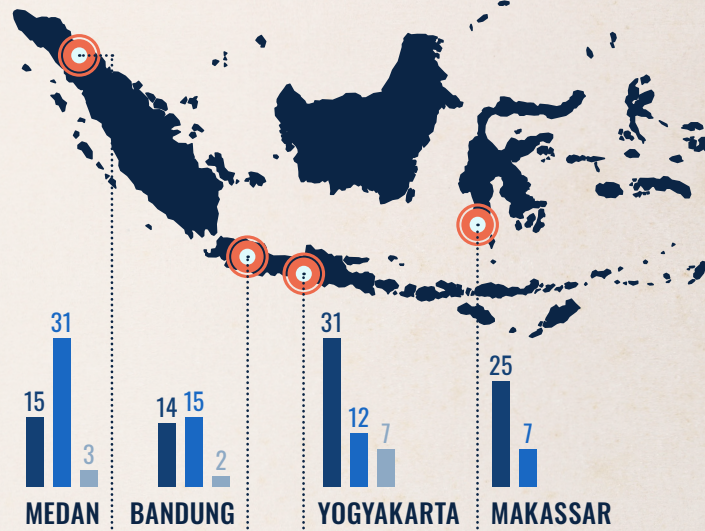 15 31 3
MEDAN
14 15 2
BANDUNG
31 12 7
YOGYAKARTA
25 7
MAKASSAR